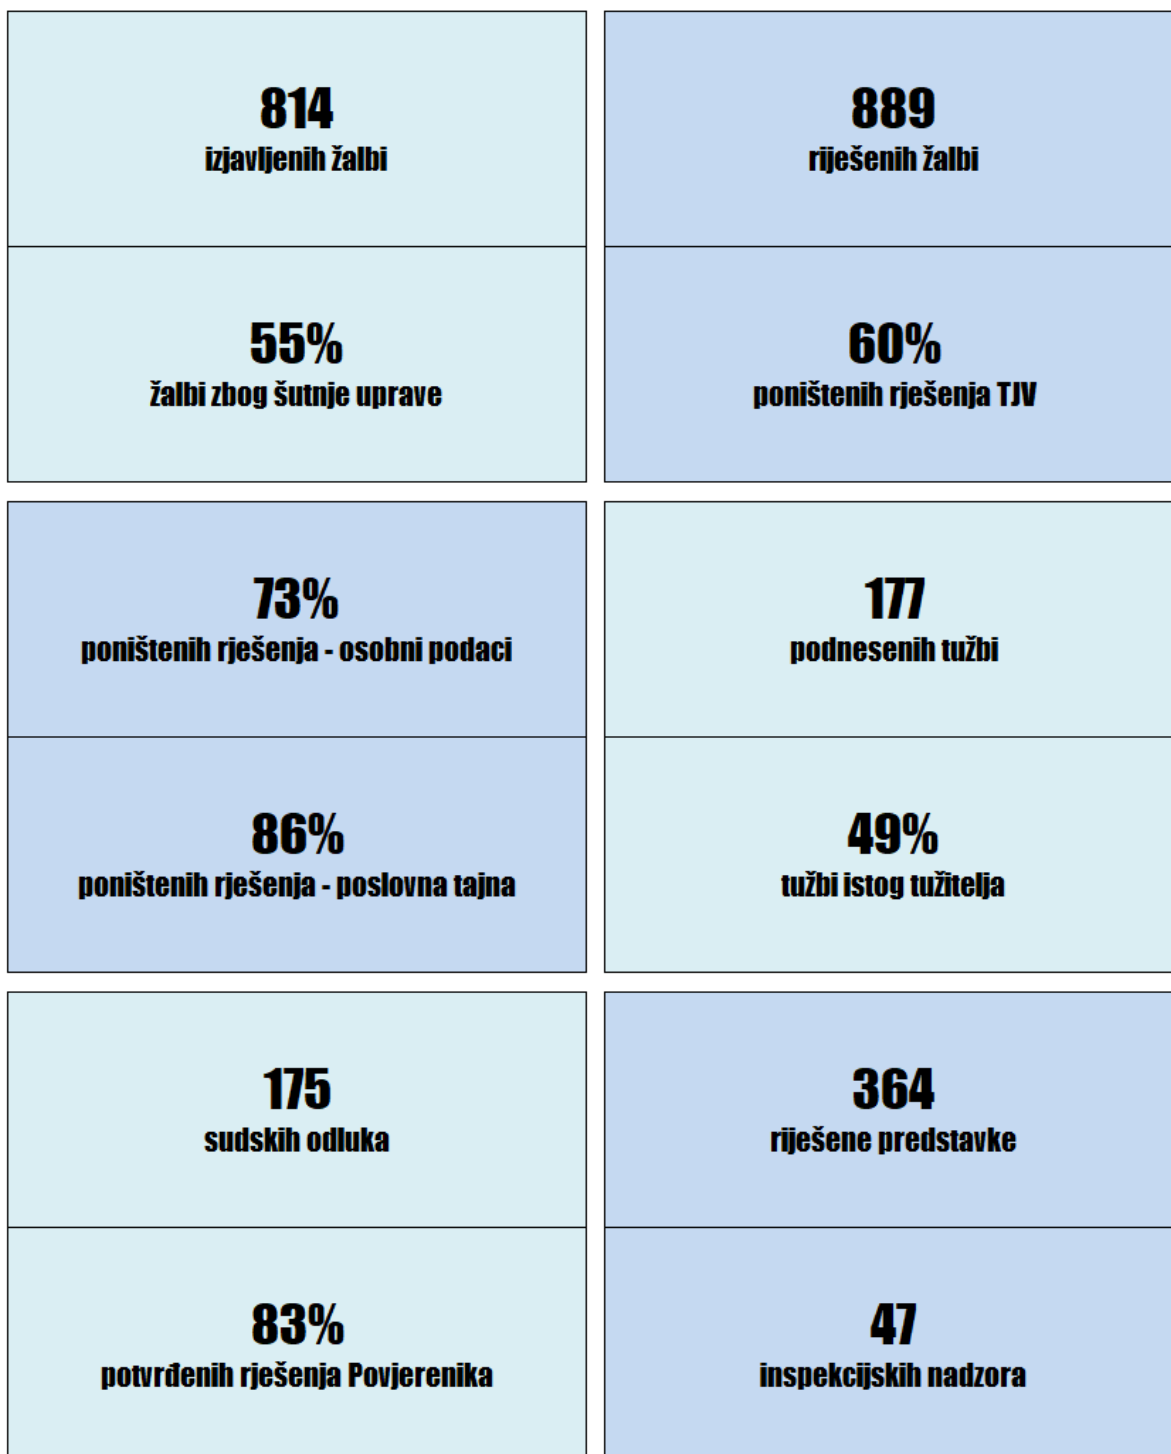 814
izjavljenih žalbi
889
riješenih žalbi
55%
žalbi zbog šutnje uprave
60%
poništenih rješenja TJV
73%
poništenih rješenja - osobni podaci
177
podnesenih tužbi
86%
poništenih rješenja - poslovna tajna
49%
tužbi istog tužitelja
175
sudskih odluka
364
riješene predstavke
83%
potvrđenih rješenja Povjerenika
47
inspekcijskih nadzora